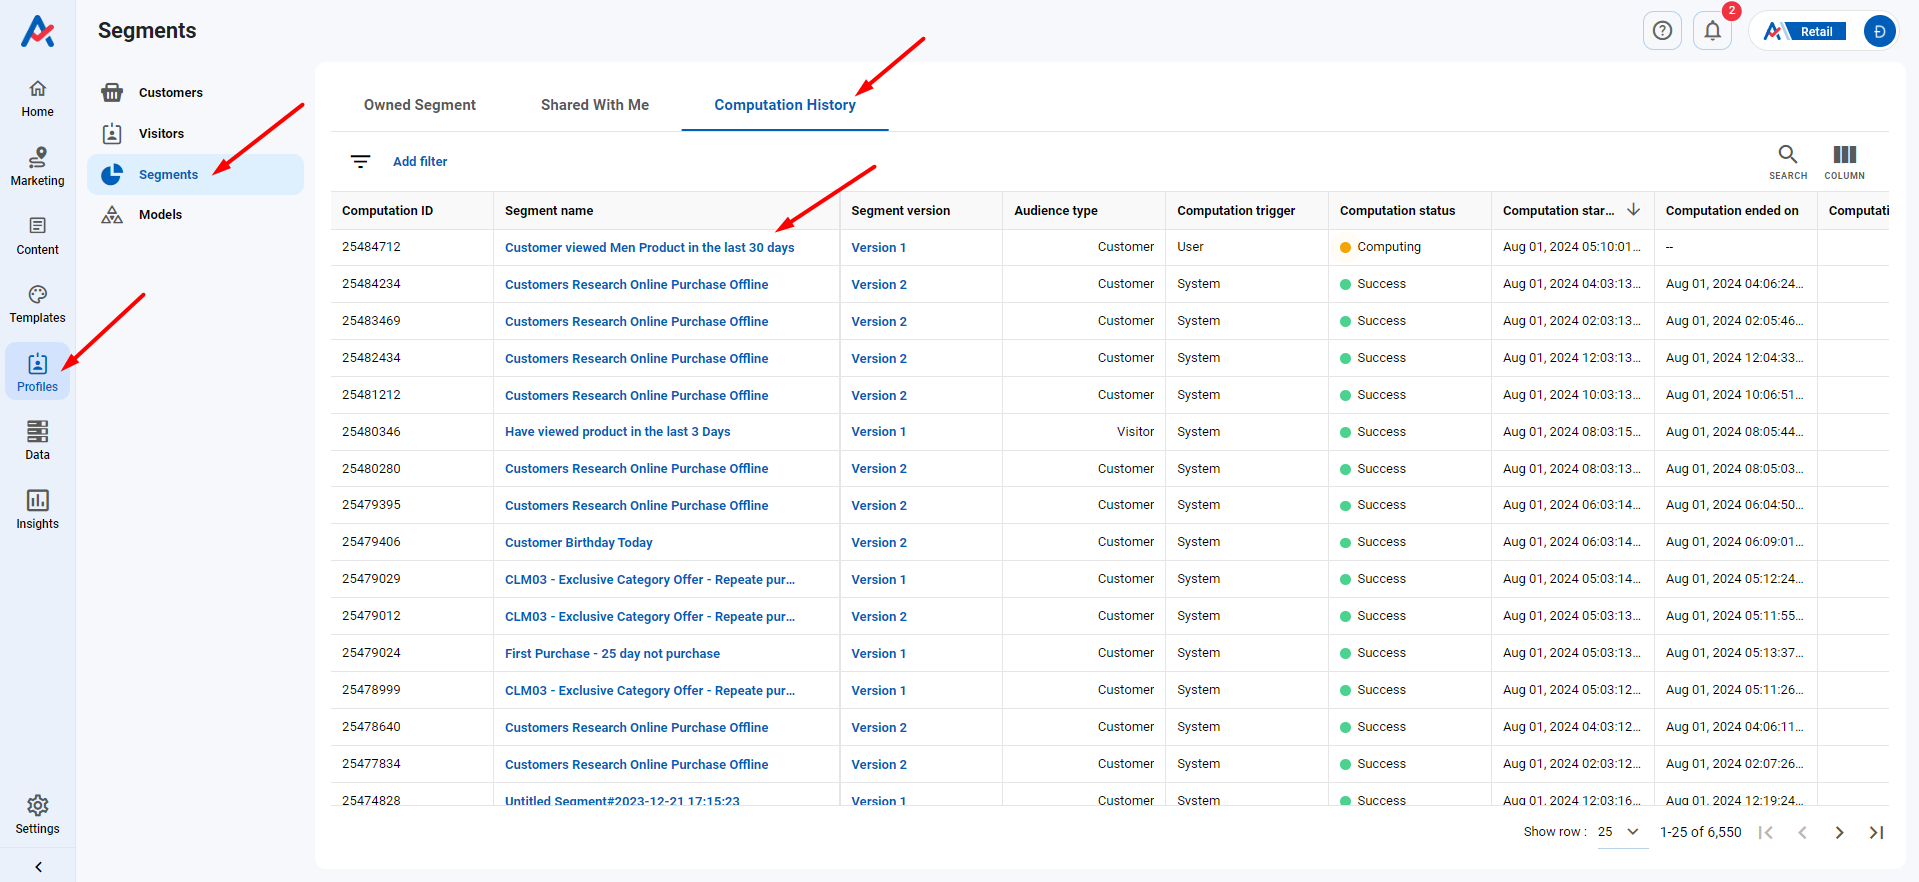 Segments
2
Retail
Đ
Home
Marketing
Content
Templates
Profiles
Data
Insights
Settings
Customers
Visitors
Segments
Models
Owned Segment Shared With Me Computation History
Add filter
SEARCH COLUMN
Computation ID Segment name Segment version Audience type Computation trigger Computation status Computation star... Computation ended on Computati
25484712 Customer viewed Men Product in the last 30 days Version 1 Customer User Computing Aug 01, 2024 05:10:01... --
25484234 Customers Research Online Purchase Offline Version 2 Customer System Success Aug 01, 2024 04:03:13... Aug 01, 2024 04:06:24...
25483469 Customers Research Online Purchase Offline Version 2 Customer System Success Aug 01, 2024 02:03:13... Aug 01, 2024 02:05:46...
25482434 Customers Research Online Purchase Offline Version 2 Customer System Success Aug 01, 2024 12:03:13... Aug 01, 2024 12:04:33...
25481212 Customers Research Online Purchase Offline Version 2 Customer System Success Aug 01, 2024 10:03:13... Aug 01, 2024 10:06:51...
25480346 Have viewed product in the last 3 Days Version 1 Visitor System Success Aug 01, 2024 08:03:15... Aug 01, 2024 08:05:44...
25480280 Customers Research Online Purchase Offline Version 2 Customer System Success Aug 01, 2024 08:03:13... Aug 01, 2024 08:05:03...
25479395 Customers Research Online Purchase Offline Version 2 Customer System Success Aug 01, 2024 06:03:14... Aug 01, 2024 06:04:50...
25479406 Customer Birthday Today Version 2 Customer System Success Aug 01, 2024 06:03:14... Aug 01, 2024 06:09:01...
25479029 CLM03 - Exclusive Category Offer - Repeate pur... Version 1 Customer System Success Aug 01, 2024 05:03:14... Aug 01, 2024 05:12:24...
25479012 CLM03 - Exclusive Category Offer - Repeate pur... Version 2 Customer System Success Aug 01, 2024 05:03:13... Aug 01, 2024 05:11:55...
25479024 First Purchase - 25 day not purchase Version 1 Customer System Success Aug 01, 2024 05:03:13... Aug 01, 2024 05:13:37...
25478999 CLM03 - Exclusive Category Offer - Repeate pur... Version 1 Customer System Success Aug 01, 2024 05:03:12... Aug 01, 2024 05:11:26...
25478640 Customers Research Online Purchase Offline Version 2 Customer System Success Aug 01, 2024 04:03:12... Aug 01, 2024 04:06:11...
25477834 Customers Research Online Purchase Offline Version 2 Customer System Success Aug 01, 2024 02:03:12... Aug 01, 2024 02:07:26...
25474828 Untitled Segment#2023-12-21 17:15:23 Version 1 Customer System Success Aug 01, 2024 12:03:16... Aug 01, 2024 12:19:24...
Show row : 25 1-25 of 6,550